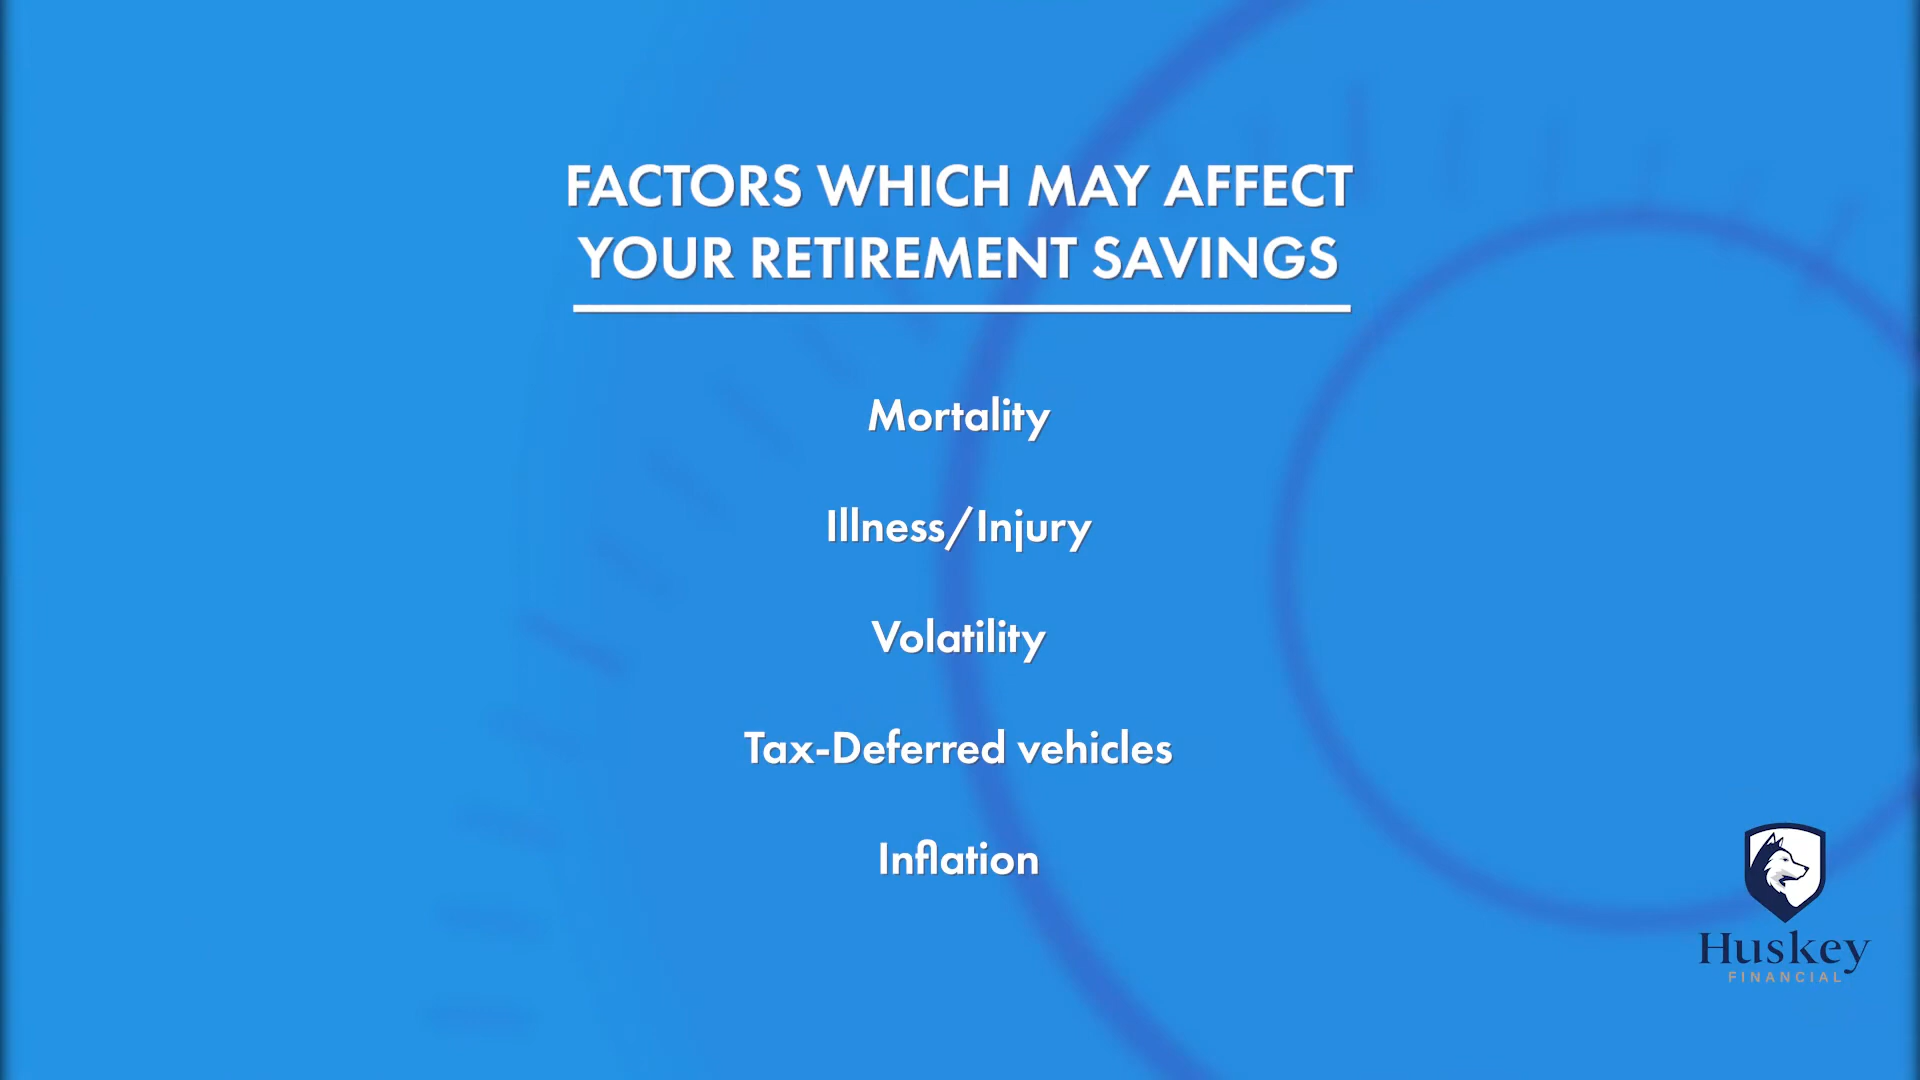 FACTORS WHICH MAY AFFECT
YOUR RETIREMENT SAVINGS
Mortality
Illness/Injury
Volatility
Tax-Deferred vehicles
Inflation
Huskey
FINANCIAL